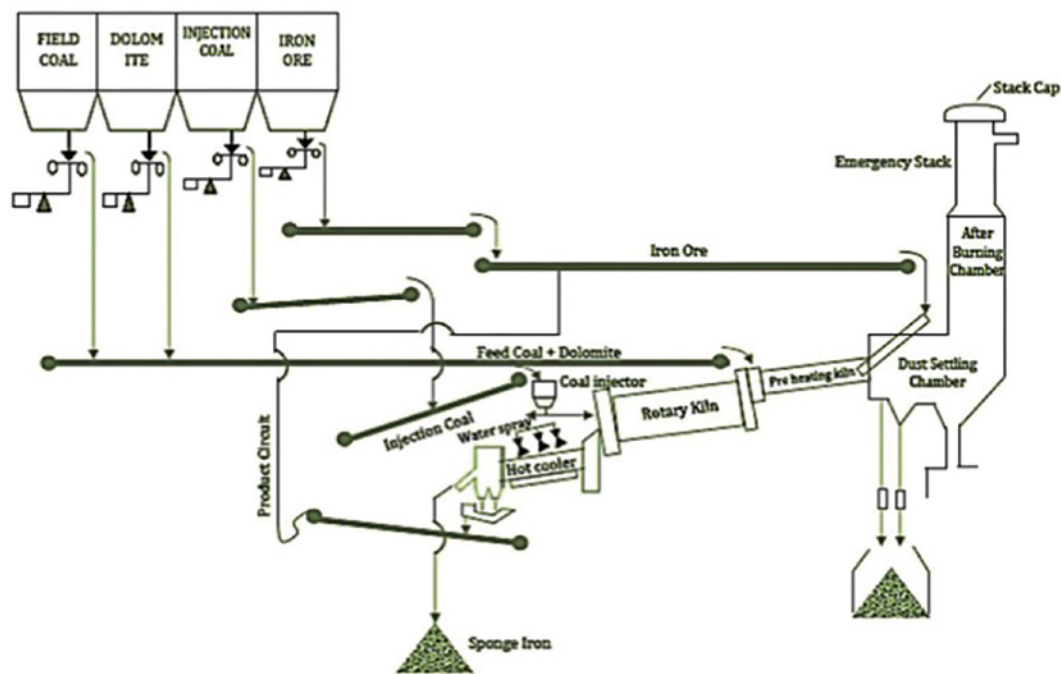 FIELD
COAL
DOLOM
ITE
INJECTION
COAL
IRON
ORE
Stack Cap
Emergency Stack
After
Burning
Chamber
Iron Ore
Feed Coal + Dolomite
Pre heating kiln
Dust Settling
Chamber
Coal injector
Rotary Kiln
Injection Coal
Water spray
Hot cooler
Product Circuit
Sponge Iron